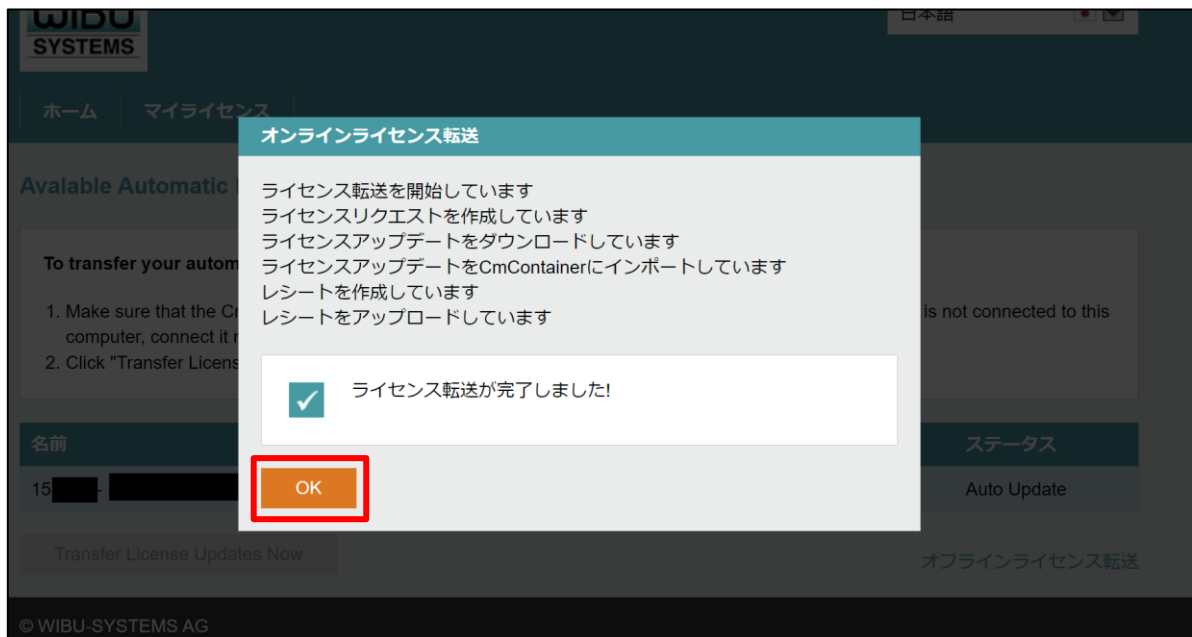 WIBU
SYSTEMS
日本語
ホーム
マイライセンス
オンラインライセンス転送
Avalable Automatic
ライセンス転送を開始しています
ライセンスリクエストを作成しています
ライセンスアップデートをダウンロードしています
ライセンスアップデートをCmContainerにインポートしています
レシートを作成しています
レシートをアップロードしています
To transfer your autom
1. Make sure that the C
is not connected to this
computer, connect it
2. Click "Transfer Licens
ライセンス転送が完了しました!
名前
ステータス
OK
15
-
Auto Update
Transfer License Updates Now
オフラインライセンス転送
© WIBU-SYSTEMS AG